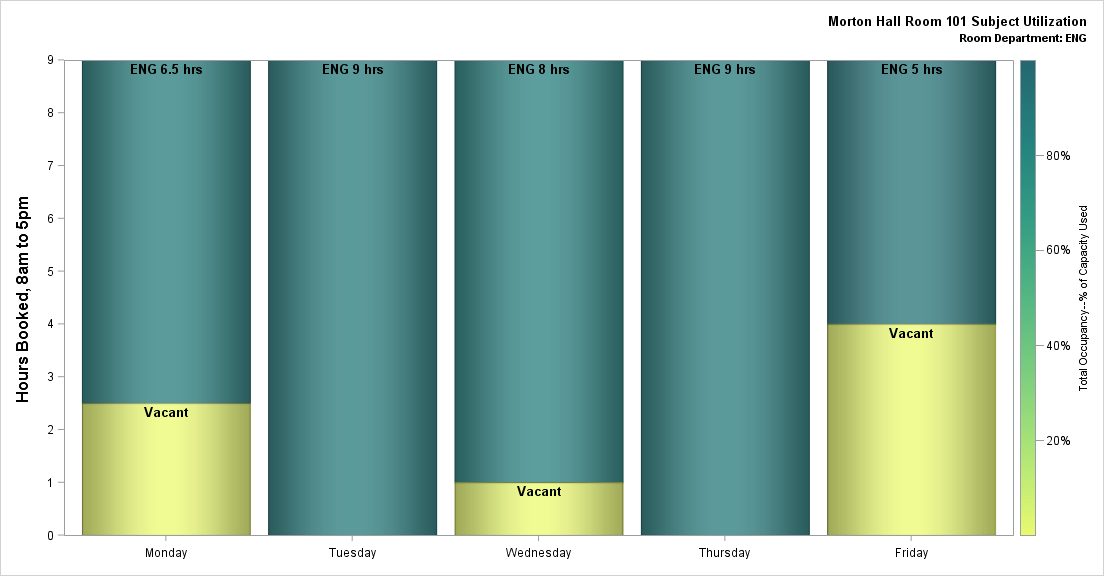 Morton Hall Room 101 Subject Utilization
Room Department: ENG
Hours Booked, 8am to 5pm
9
8
7
6
5
4
3
2
1
0
ENG 6.5 hrs
ENG 9 hrs
ENG 8 hrs
ENG 9 hrs
ENG 5 hrs
Vacant
Vacant
Vacant
Monday
Tuesday
Wednesday
Thursday
Friday
80%
60%
40%
20%
Total Occupancy--% of Capacity Used